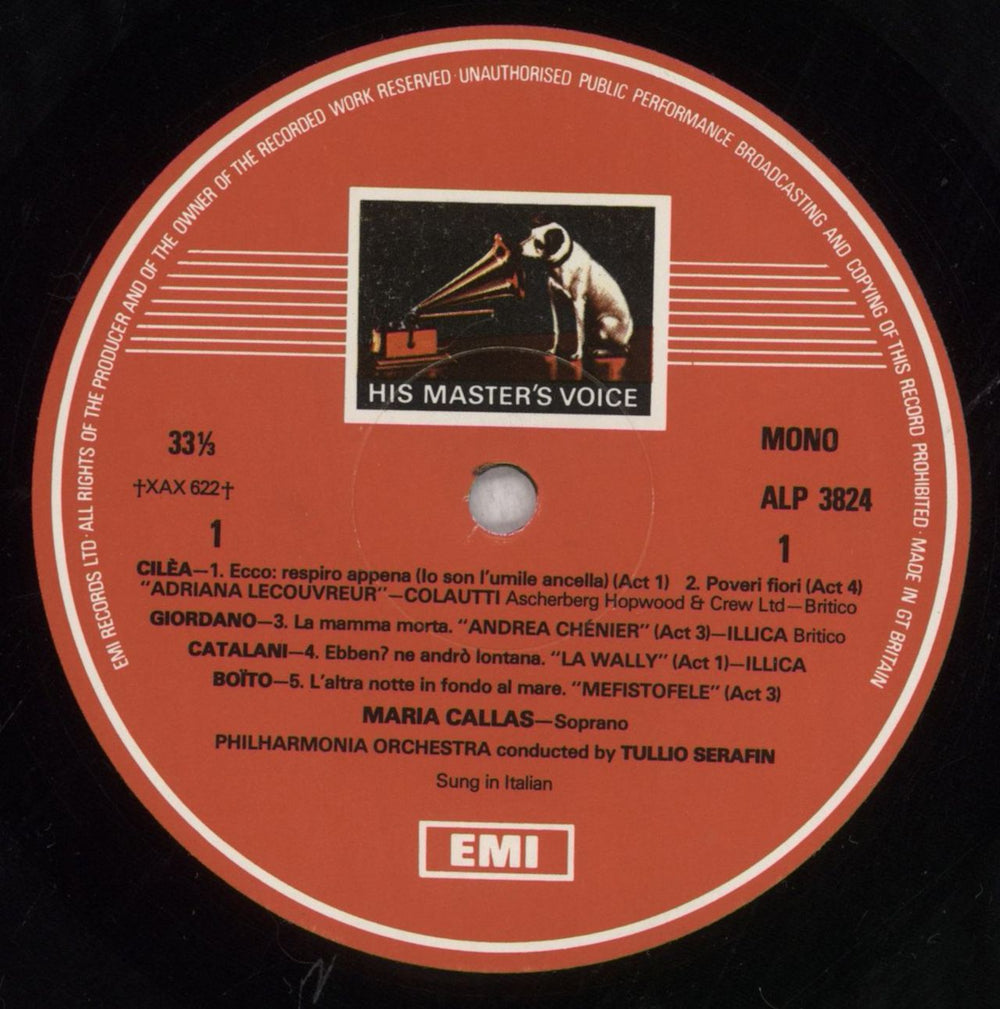 EMI RECORDS LTD · ALL RIGHTS OF THE PRODUCER AND OF THE OWNER OF THE RECORDED WORK RESERVED · UNAUTHORISED PUBLIC PERFORMANCE BROADCASTING AND COPYING OF THIS RECORD PROHIBITED · MADE IN GT BRITAIN
HIS MASTER'S VOICE
33⅓
MONO
†XAX 622†
ALP 3824
1
1
CILÈA—1. Ecco: respiro appena (Io son l'umile ancella) (Act 1) 2. Poveri fiori (Act 4)
"ADRIANA LECOUVREUR"—COLAUTTI Ascherberg Hopwood & Crew Ltd—Britico
GIORDANO—3. La mamma morta. "ANDREA CHÉNIER" (Act 3)—ILLICA Britico
CATALANI—4. Ebben? ne andrò lontana. "LA WALLY" (Act 1)—ILLICA
BOÏTO—5. L'altra notte in fondo al mare. "MEFISTOFELE" (Act 3)
MARIA CALLAS—Soprano
PHILHARMONIA ORCHESTRA conducted by TULLIO SERAFIN
Sung in Italian
EMI